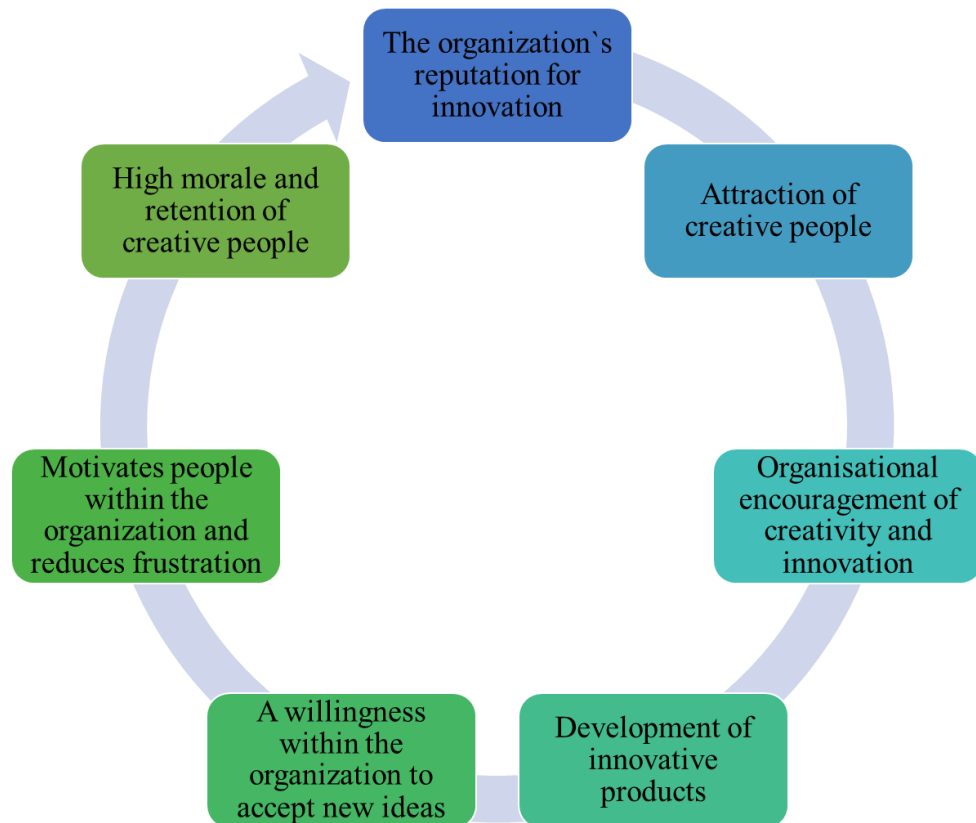 The organization`s
reputation for
innovation
Attraction of
creative people
Organisational
encouragement of
creativity and
innovation
Development of
innovative
products
A willingness
within the
organization to
accept new ideas
Motivates people
within the
organization and
reduces frustration
High morale and
retention of
creative people